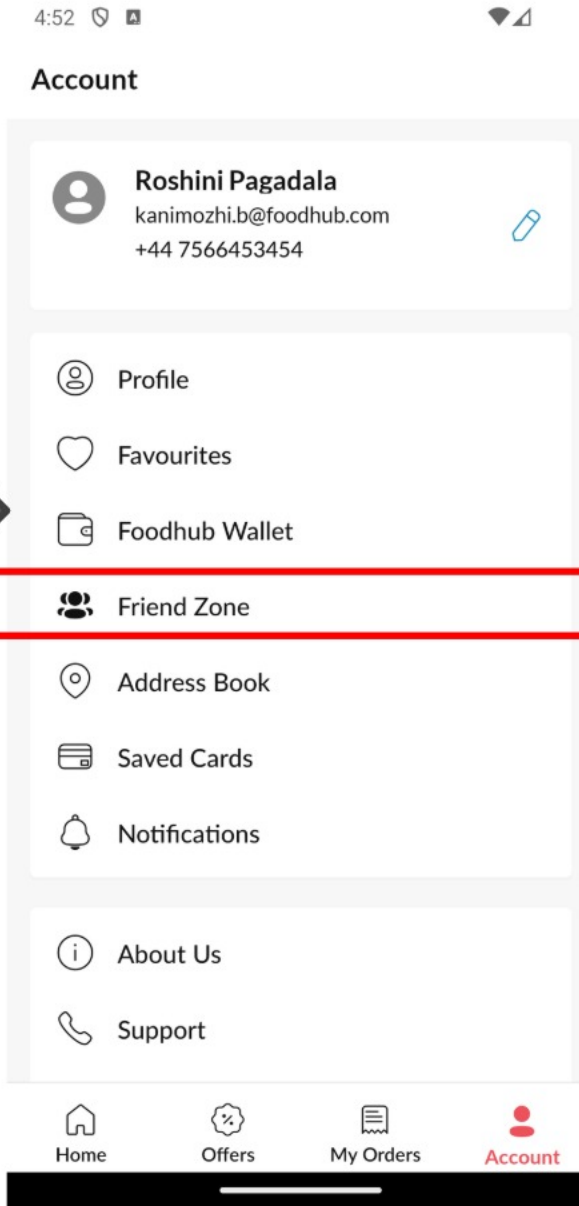 4:52
Account
Roshini Pagadala
kanimozhi.b@foodhub.com
+44 7566453454
Profile
Favourites
Foodhub Wallet
Friend Zone
Address Book
Saved Cards
Notifications
About Us
Support
Home Offers My Orders Account